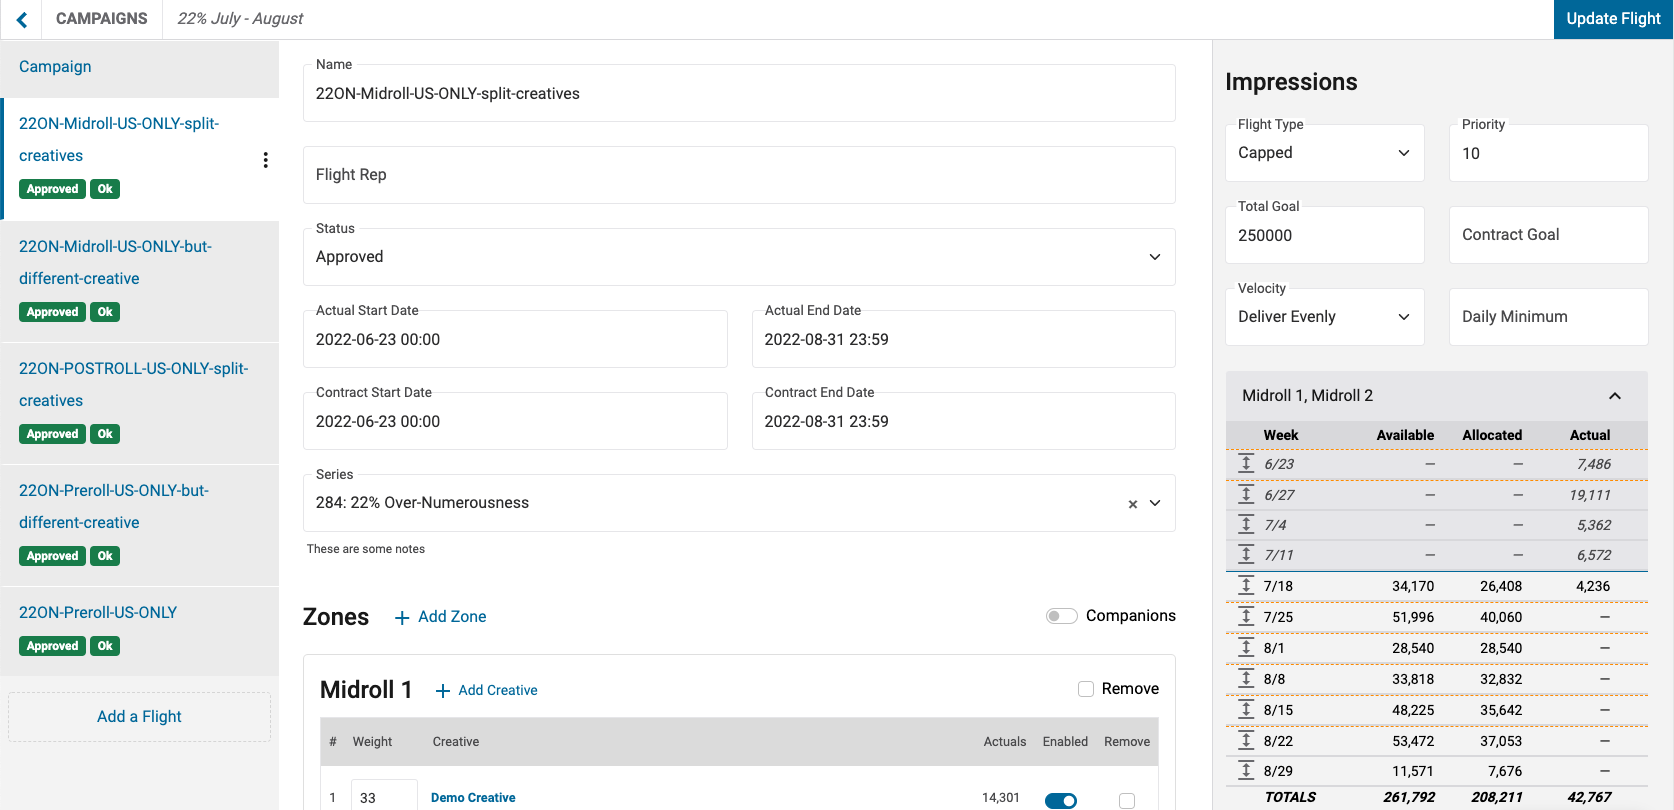 CAMPAIGNS 22% July - August Update Flight
Campaign
22ON-Midroll-US-ONLY-split-
creatives
Approved Ok
22ON-Midroll-US-ONLY-but-
different-creative
Approved Ok
22ON-POSTROLL-US-ONLY-split-
creatives
Approved Ok
22ON-Preroll-US-ONLY-but-
different-creative
Approved Ok
22ON-Preroll-US-ONLY
Approved Ok
Add a Flight
Name
22ON-Midroll-US-ONLY-split-creatives
Flight Rep
Status
Approved
Actual Start Date Actual End Date
2022-06-23 00:00 2022-08-31 23:59
Contract Start Date Contract End Date
2022-06-23 00:00 2022-08-31 23:59
Series
284: 22% Over-Numerousness
These are some notes
Zones + Add Zone Companions
Midroll 1 + Add Creative Remove
# Weight Creative Actuals Enabled Remove
1 33 Demo Creative 14,301
Impressions
Flight Type Priority
Capped 10
Total Goal
250000 Contract Goal
Velocity
Deliver Evenly Daily Minimum
Midroll 1, Midroll 2
Week Available Allocated Actual
6/23 — — 7,486
6/27 — — 19,111
7/4 — — 5,362
7/11 — — 6,572
7/18 34,170 26,408 4,236
7/25 51,996 40,060 —
8/1 28,540 28,540 —
8/8 33,818 32,832 —
8/15 48,225 35,642 —
8/22 53,472 37,053 —
8/29 11,571 7,676 —
TOTALS 261,792 208,211 42,767